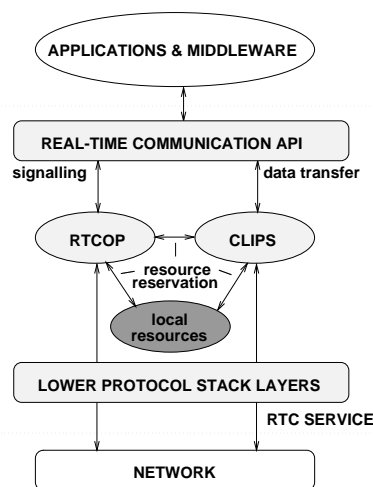 APPLICATIONS & MIDDLEWARE
REAL-TIME COMMUNICATION API
signalling
data transfer
RTCOP
CLIPS
resource
reservation
local
resources
LOWER PROTOCOL STACK LAYERS
RTC SERVICE
NETWORK